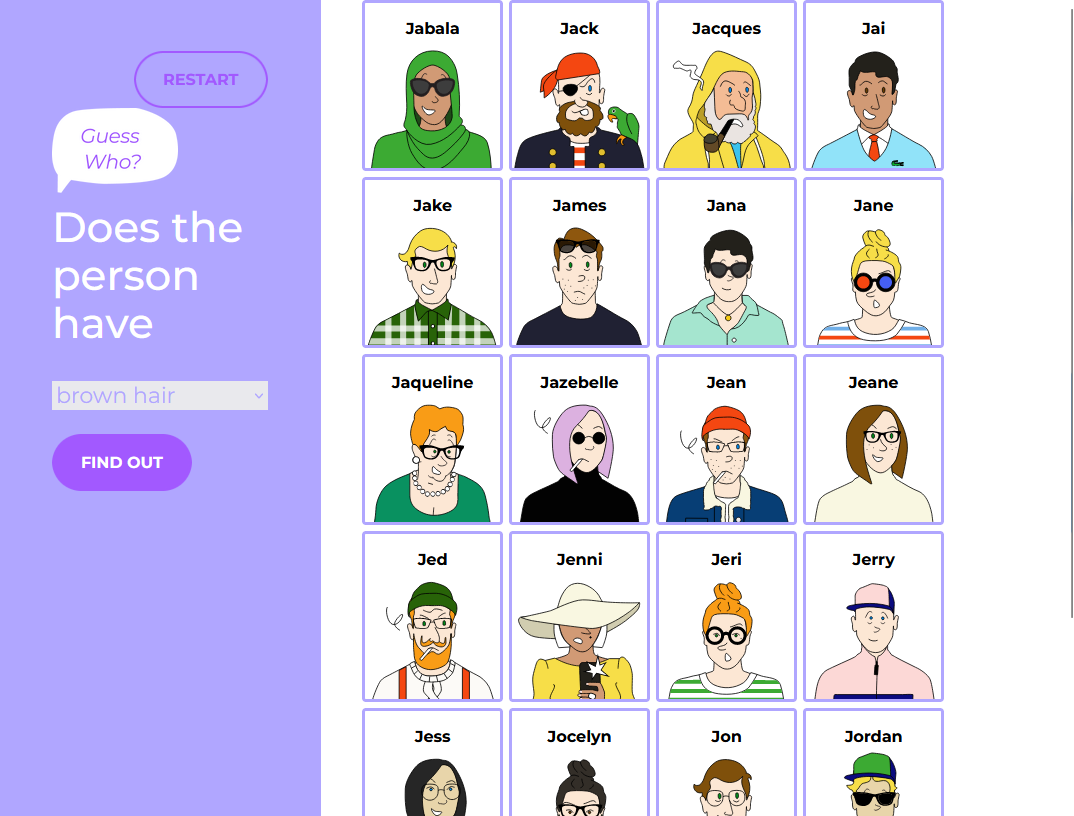 RESTART
Guess
Who?
Does the
person
have
brown hair
FIND OUT
Jabala
Jack
Jacques
Jai
Jake
James
Jana
Jane
Jaqueline
Jazebelle
Jean
Jeane
Jed
Jenni
Jeri
Jerry
Jess
Jocelyn
Jon
Jordan